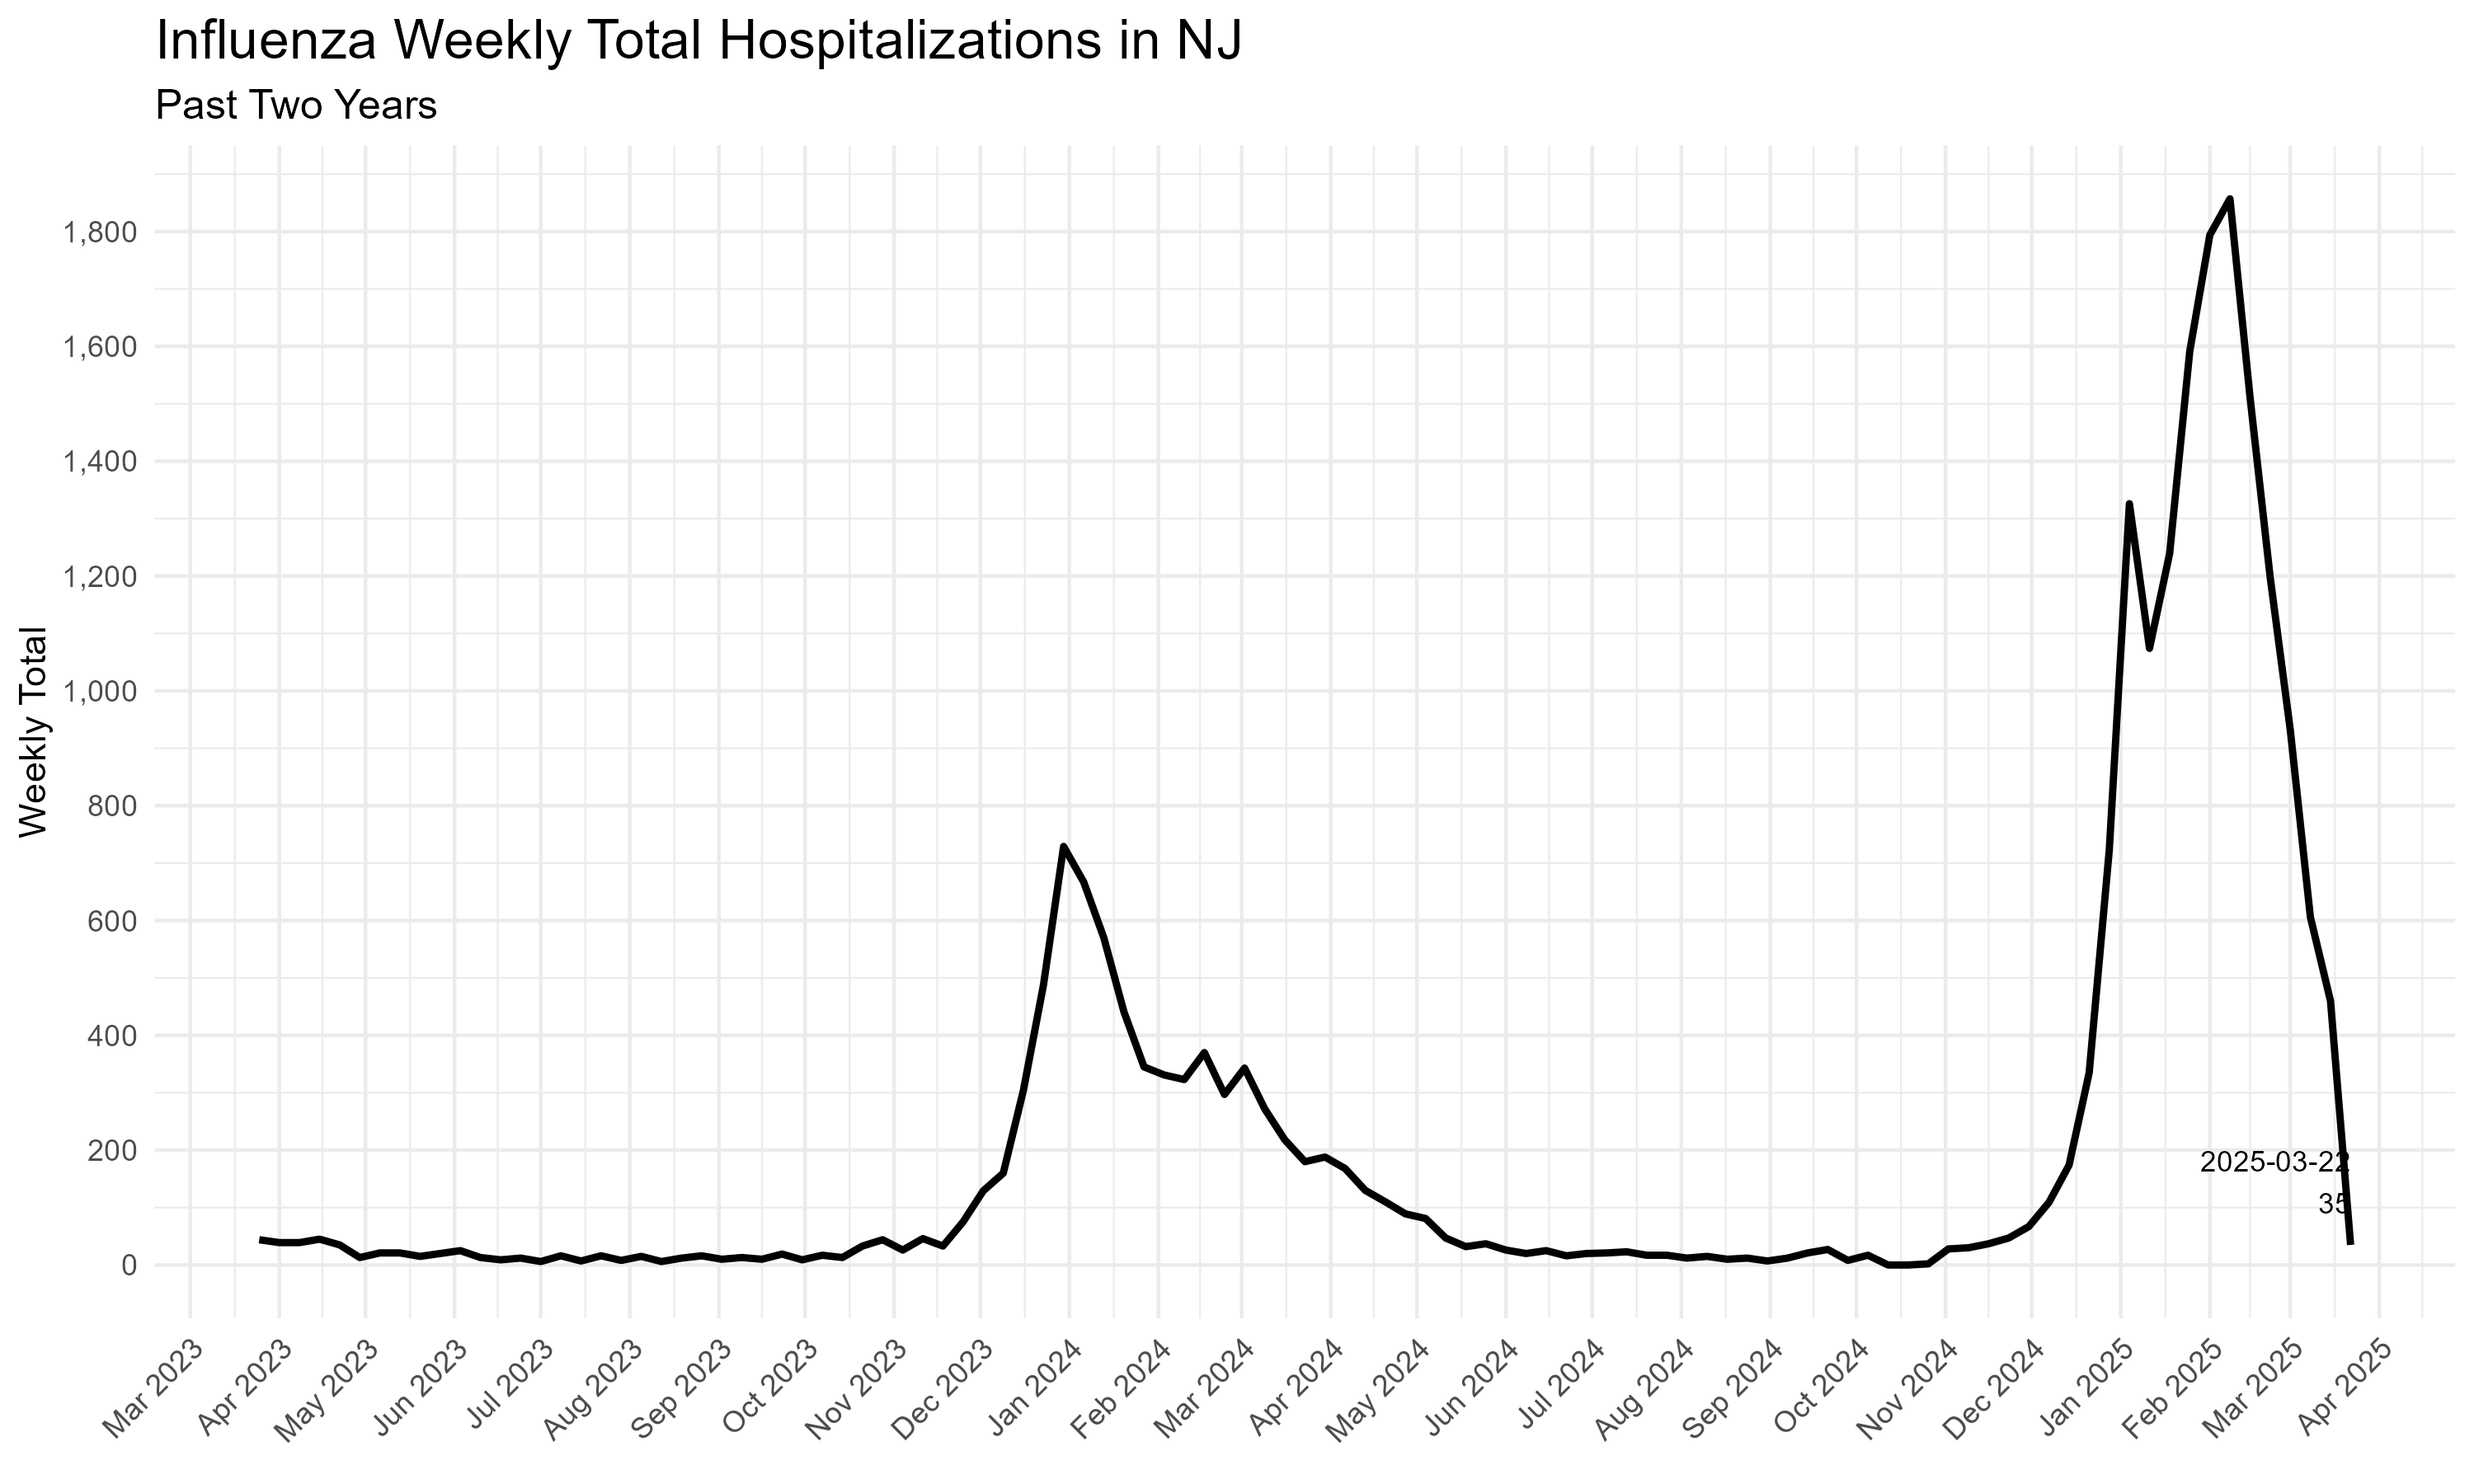 Influenza Weekly Total Hospitalizations in NJ
Past Two Years
Weekly Total
1,800
1,600
1,400
1,200
1,000
800
600
400
200
0
2025-03-22
35
Mar 2023
Apr 2023
May 2023
Jun 2023
Jul 2023
Aug 2023
Sep 2023
Oct 2023
Nov 2023
Dec 2023
Jan 2024
Feb 2024
Mar 2024
Apr 2024
May 2024
Jun 2024
Jul 2024
Aug 2024
Sep 2024
Oct 2024
Nov 2024
Dec 2024
Jan 2025
Feb 2025
Mar 2025
Apr 2025